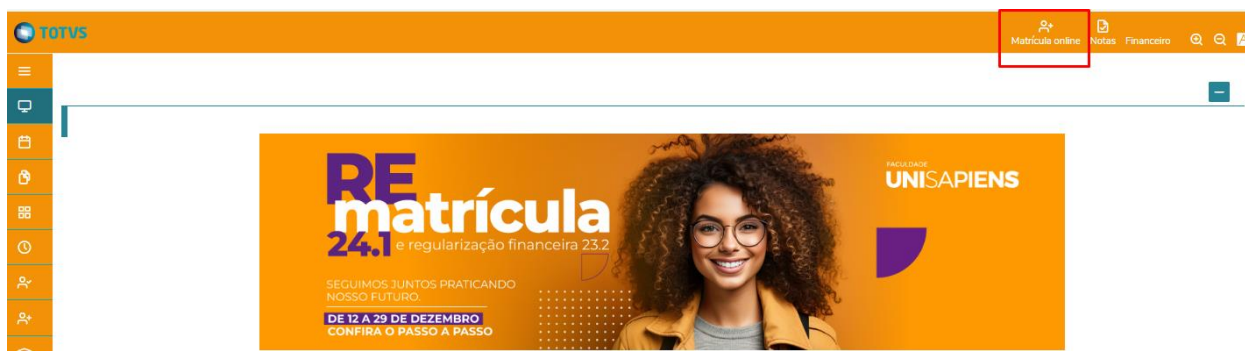 TOTVS
Matrícula online Notas Financeiro
RE
matrícula
24.1 e regularização financeira 23.2
SEGUIMOS JUNTOS PRATICANDO
NOSSO FUTURO.
DE 12 A 29 DE DEZEMBRO
CONFIRA O PASSO A PASSO
FACULDADE
UNISAPIENS